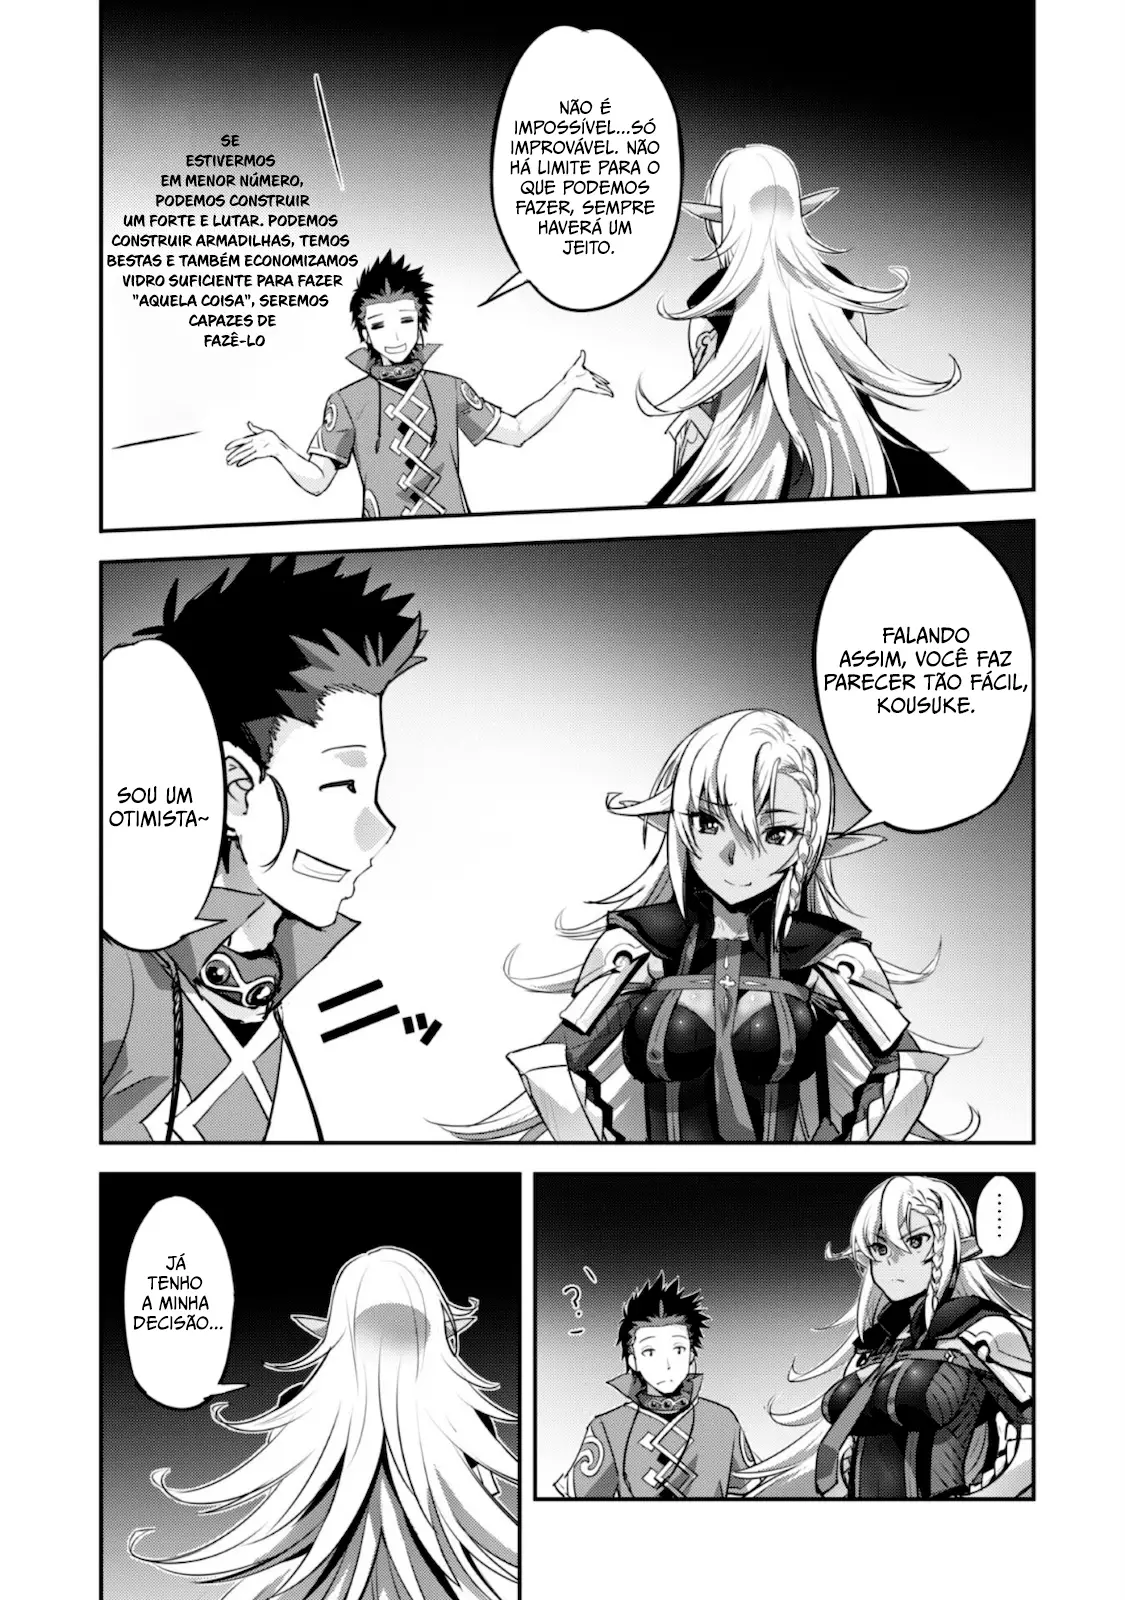 NÃO É
IMPOSSÍVEL...SÓ
IMPROVÁVEL. NÃO
HÁ LIMITE PARA O
QUE PODEMOS
FAZER, SEMPRE
HAVERÁ UM
JEITO.
SE
ESTIVERMOS
EM MENOR NÚMERO,
PODEMOS CONSTRUIR
UM FORTE E LUTAR. PODEMOS
CONSTRUIR ARMADILHAS, TEMOS
BESTAS E TAMBÉM ECONOMIZAMOS
VIDRO SUFICIENTE PARA FAZER
"AQUELA COISA", SEREMOS
CAPAZES DE
FAZÊ-LO
FALANDO
ASSIM, VOCÊ FAZ
PARECER TÃO FÁCIL,
KOUSUKE.
SOU UM
OTIMISTA~
ニッ
......
?
JÁ
TENHO
A MINHA
DECISÃO...